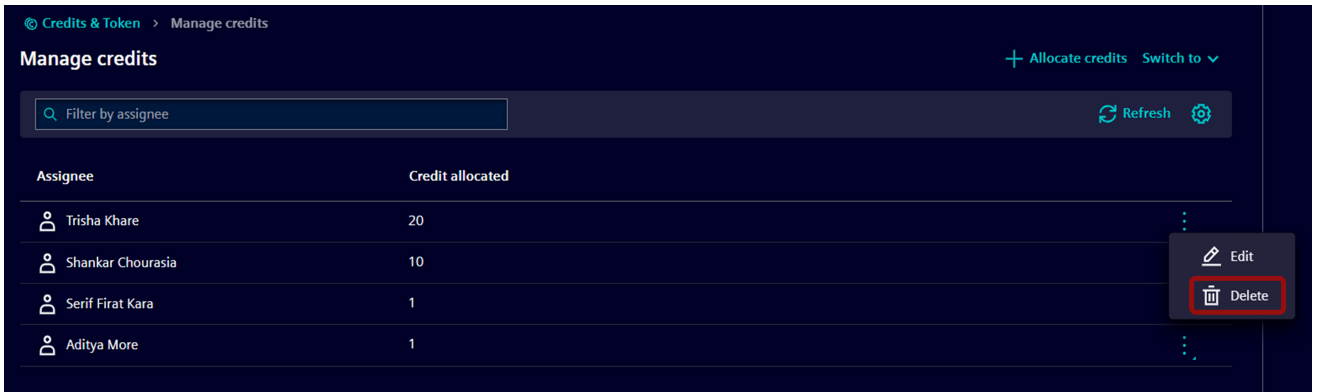 Credits & Token > Manage credits
Manage credits
Allocate credits Switch to
Filter by assignee
Refresh
Assignee Credit allocated
Trisha Khare 20
Shankar Chourasia 10
Edit
Delete
Serif Firat Kara 1
Aditya More 1